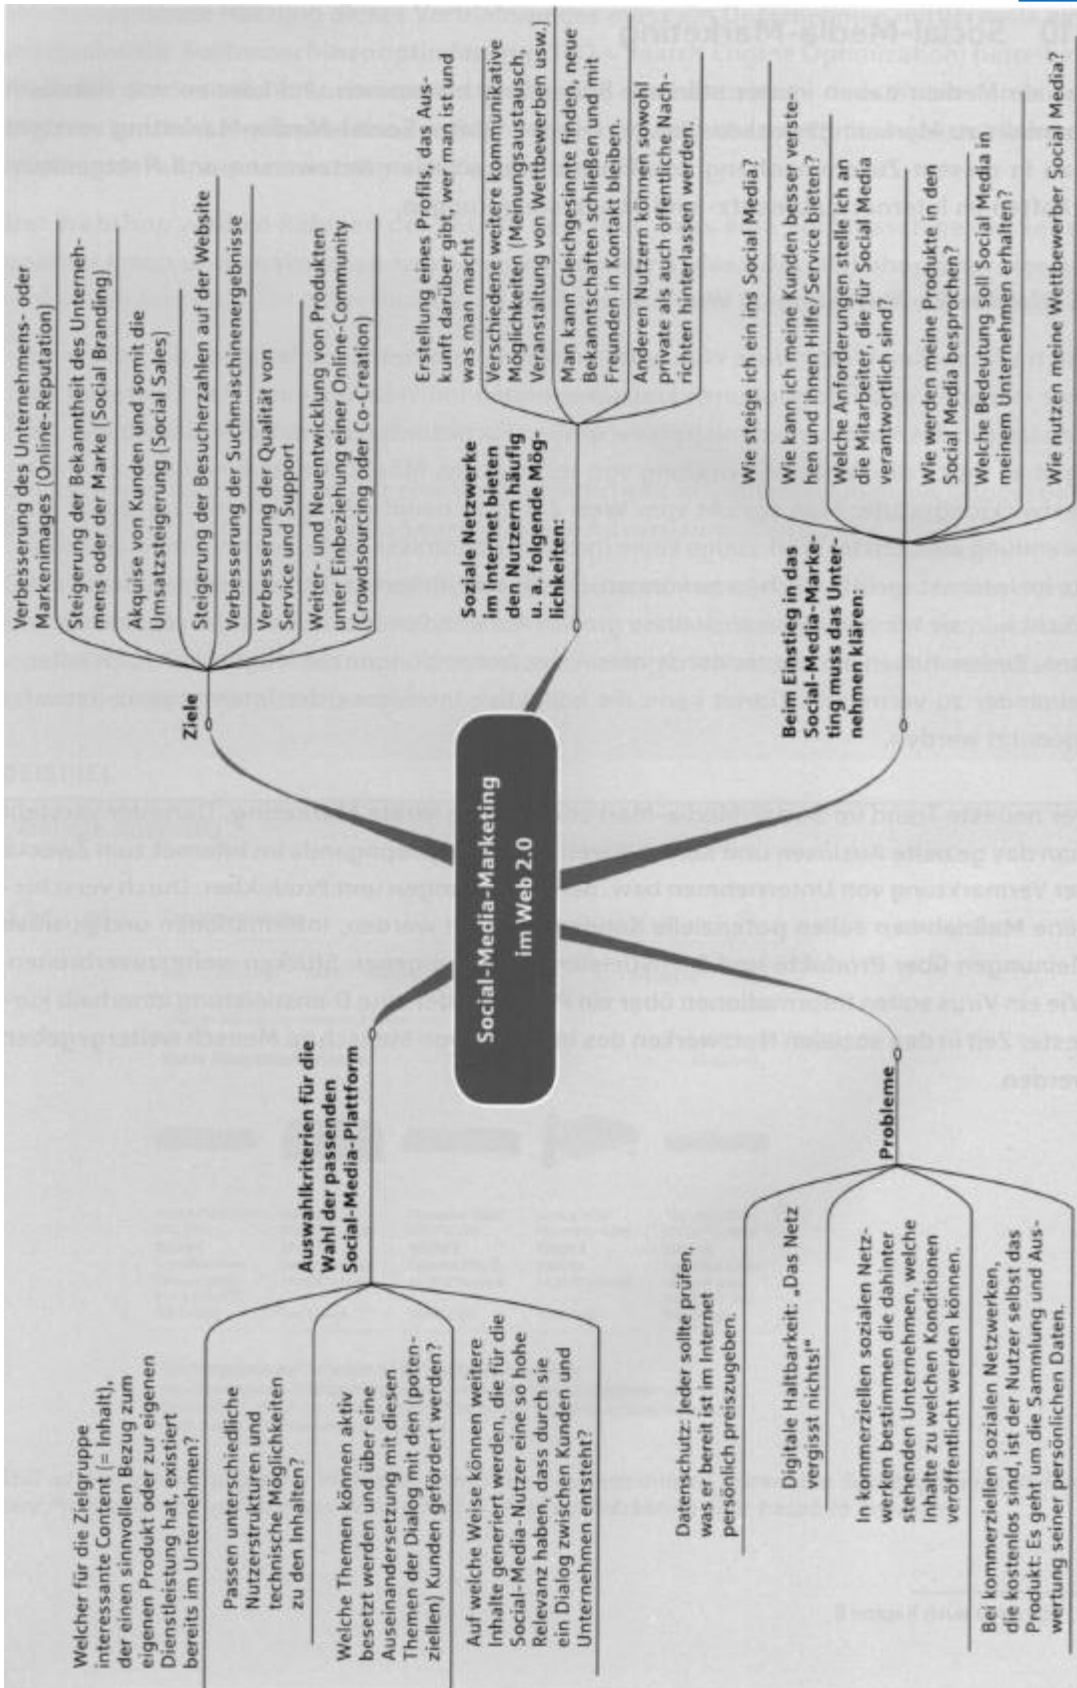 Social-Media-Marketing
im Web 2.0
Ziele
Verbesserung des Unternehmens- oder
Markenimages (Online-Reputation)
Steigerung der Bekanntheit des Unterneh-
mens oder der Marke (Social Branding)
Akquise von Kunden und somit die
Umsatzsteigerung (Social Sales)
Steigerung der Besucherzahlen auf der Website
Verbesserung der Suchmaschinenergebnisse
Verbesserung der Qualität von
Service und Support
Weiter- und Neuentwicklung von Produkten
unter Einbeziehung einer Online-Community
(Crowdsourcing oder Co-Creation)
Soziale Netzwerke
im Internet bieten
den Nutzern häufig
u. a. folgende Mög-
lichkeiten:
Erstellung eines Profils, das Aus-
kunft darüber gibt, wer man ist und
was man macht
Verschiedene weitere kommunikative
Möglichkeiten (Meinungsaustausch,
Veranstaltung von Wettbewerben usw.)
Man kann Gleichgesinnte finden, neue
Bekanntschaften schließen und mit
Freunden in Kontakt bleiben.
Anderen Nutzern können sowohl
private als auch öffentliche Nach-
richten hinterlassen werden.
Beim Einstieg in das
Social-Media-Marke-
ting muss das Unter-
nehmen klären:
Wie steige ich ein ins Social Media?
Wie kann ich meine Kunden besser verste-
hen und ihnen Hilfe/Service bieten?
Welche Anforderungen stelle ich an
die Mitarbeiter, die für Social Media
verantwortlich sind?
Wie werden meine Produkte in den
Social Media besprochen?
Welche Bedeutung soll Social Media in
meinem Unternehmen erhalten?
Wie nutzen meine Wettbewerber Social Media?
Auswahlkriterien für die
Wahl der passenden
Social-Media-Plattform
Welcher für die Zielgruppe
interessante Content (= Inhalt),
der einen sinnvollen Bezug zum
eigenen Produkt oder zur eigenen
Dienstleistung hat, existiert
bereits im Unternehmen?
Passen unterschiedliche
Nutzerstrukturen und
technische Möglichkeiten
zu den Inhalten?
Welche Themen können aktiv
besetzt werden und über eine
Auseinandersetzung mit diesen
Themen der Dialog mit den (poten-
ziellen) Kunden gefördert werden?
Auf welche Weise können weitere
Inhalte generiert werden, die für die
Social-Media-Nutzer eine so hohe
Relevanz haben, dass durch sie
ein Dialog zwischen Kunden und
Unternehmen entsteht?
Probleme
Datenschutz: Jeder sollte prüfen,
was er bereit ist im Internet
persönlich preiszugeben.
Digitale Haltbarkeit: „Das Netz
vergisst nichts!"
In kommerziellen sozialen Netz-
werken bestimmen die dahinter
stehenden Unternehmen, welche
Inhalte zu welchen Konditionen
veröffentlicht werden können.
Bei kommerziellen sozialen Netzwerken,
die kostenlos sind, ist der Nutzer selbst das
Produkt: Es geht um die Sammlung und Aus-
wertung seiner persönlichen Daten.